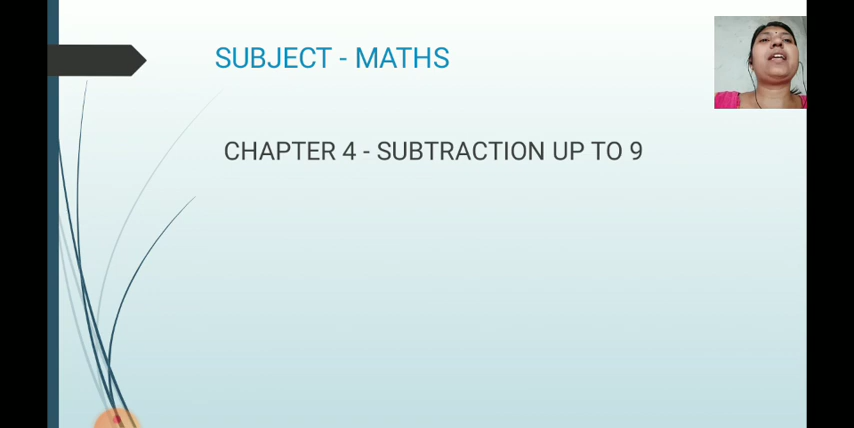 SUBJECT - MATHS
CHAPTER 4 - SUBTRACTION UP TO 9